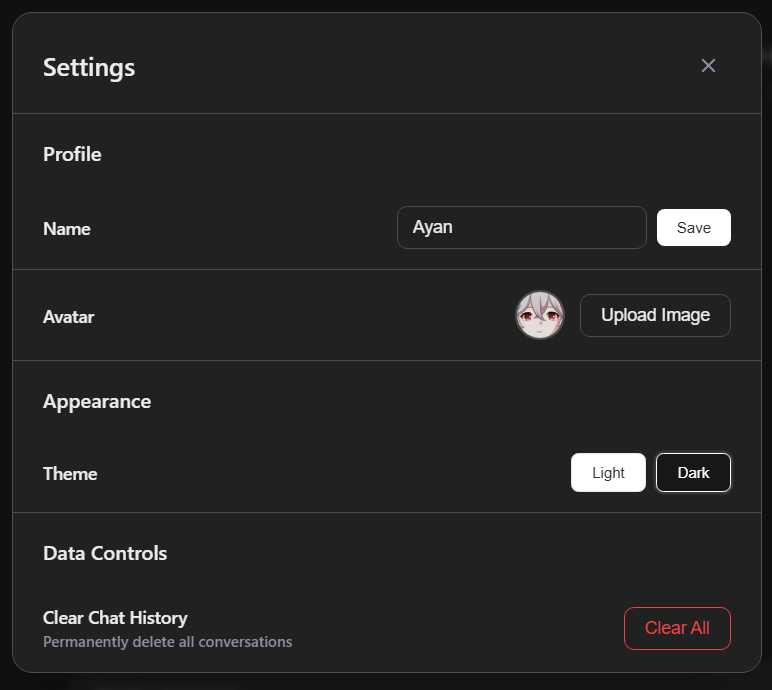 Settings
Profile
Name
Ayan
Save
Avatar
Upload Image
Appearance
Theme
Light
Dark
Data Controls
Clear Chat History
Permanently delete all conversations
Clear All